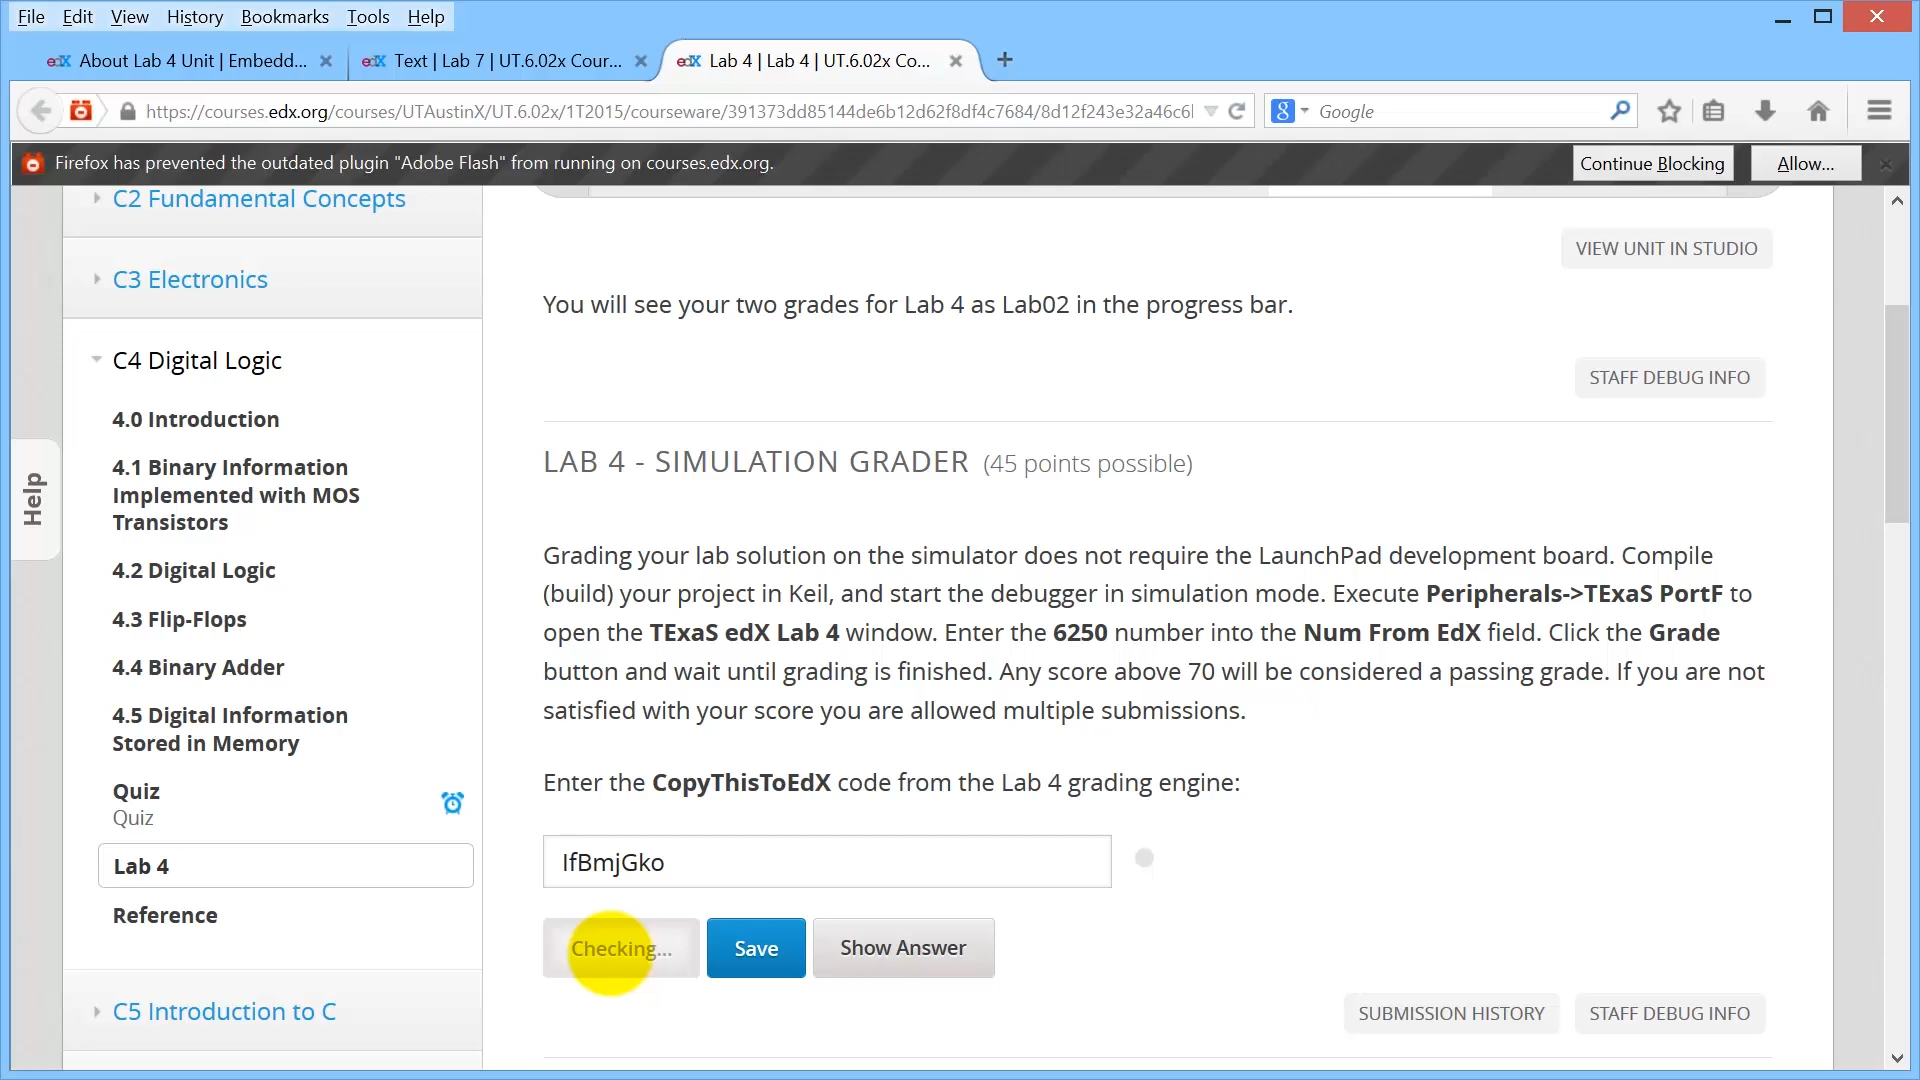 File Edit View History Bookmarks Tools Help
edX About Lab 4 Unit | Embedd...
edX Text | Lab 7 | UT.6.02x Cour...
edX Lab 4 | Lab 4 | UT.6.02x Co...
https://courses.edx.org/courses/UTAustinX/UT.6.02x/1T2015/courseware/391373dd85144de6b12d62f8df4c7684/8d12f243e32a46c6l
8 Google
Firefox has prevented the outdated plugin "Adobe Flash" from running on courses.edx.org.
Continue Blocking
Allow...
Help
C2 Fundamental Concepts
C3 Electronics
C4 Digital Logic
4.0 Introduction
4.1 Binary Information
Implemented with MOS
Transistors
4.2 Digital Logic
4.3 Flip-Flops
4.4 Binary Adder
4.5 Digital Information
Stored in Memory
Quiz
Quiz
Lab 4
Reference
C5 Introduction to C
VIEW UNIT IN STUDIO
You will see your two grades for Lab 4 as Lab02 in the progress bar.
STAFF DEBUG INFO
LAB 4 - SIMULATION GRADER (45 points possible)
Grading your lab solution on the simulator does not require the LaunchPad development board. Compile
(build) your project in Keil, and start the debugger in simulation mode. Execute Peripherals->TExaS PortF to
open the TExaS edX Lab 4 window. Enter the 6250 number into the Num From EdX field. Click the Grade
button and wait until grading is finished. Any score above 70 will be considered a passing grade. If you are not
satisfied with your score you are allowed multiple submissions.
Enter the CopyThisToEdX code from the Lab 4 grading engine:
IfBmjGko
Checking...
Save
Show Answer
SUBMISSION HISTORY
STAFF DEBUG INFO